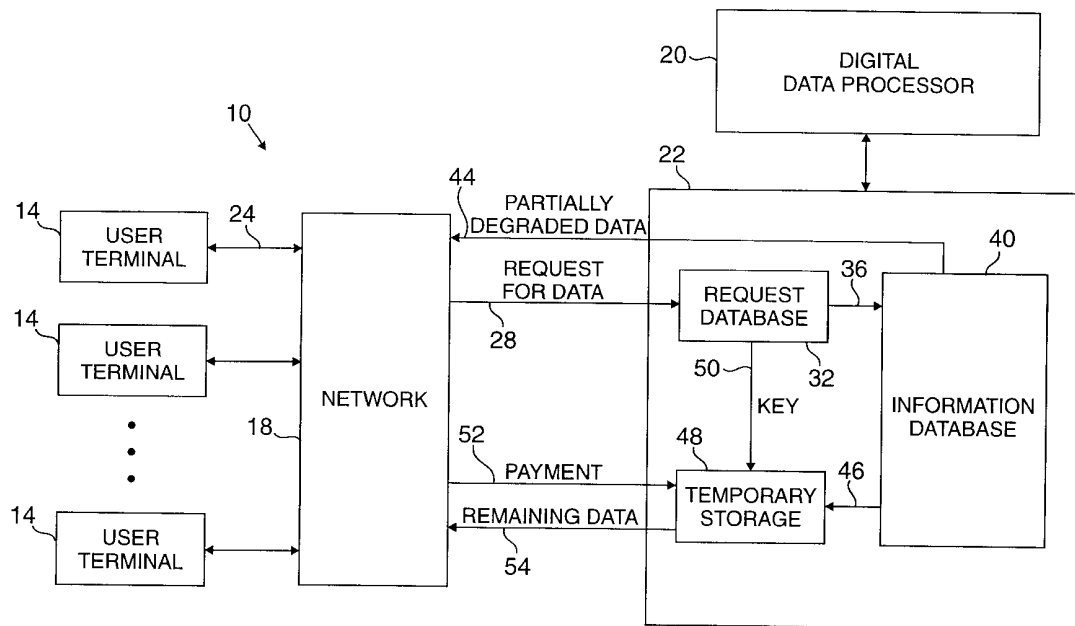 20
DIGITAL
DATA PROCESSOR
10
22
44
PARTIALLY
DEGRADED DATA
14
USER
TERMINAL
24
40
REQUEST
FOR DATA
28
REQUEST
DATABASE
36
32
14
USER
TERMINAL
50
KEY
NETWORK
18
INFORMATION
DATABASE
52
PAYMENT
48
TEMPORARY
STORAGE
46
14
USER
TERMINAL
REMAINING DATA
54